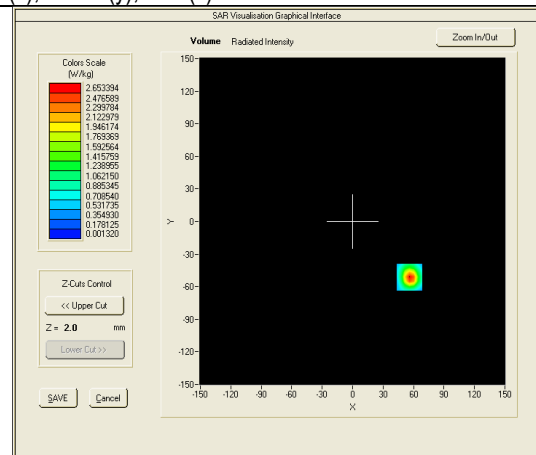 SAR Visualisation Graphical Interface
Volume Radiated Intensity
Zoom In/Out
Colors Scale
(W/kg)
2.653394
2.476589
2.299784
2.122979
1.946174
1.769369
1.592564
1.415759
1.238955
1.062150
0.885345
0.708540
0.531735
0.354930
0.178125
0.001320
Z-Cuts Control
<< Upper Cut
Z = 2.0 mm
Lower Cut >>
SAVE Cancel
150
120
90
60
30
0
-30
-60
-90
-120
-150
Y
-150 -120 -90 -60 -30 0 30 60 90 120 150
X